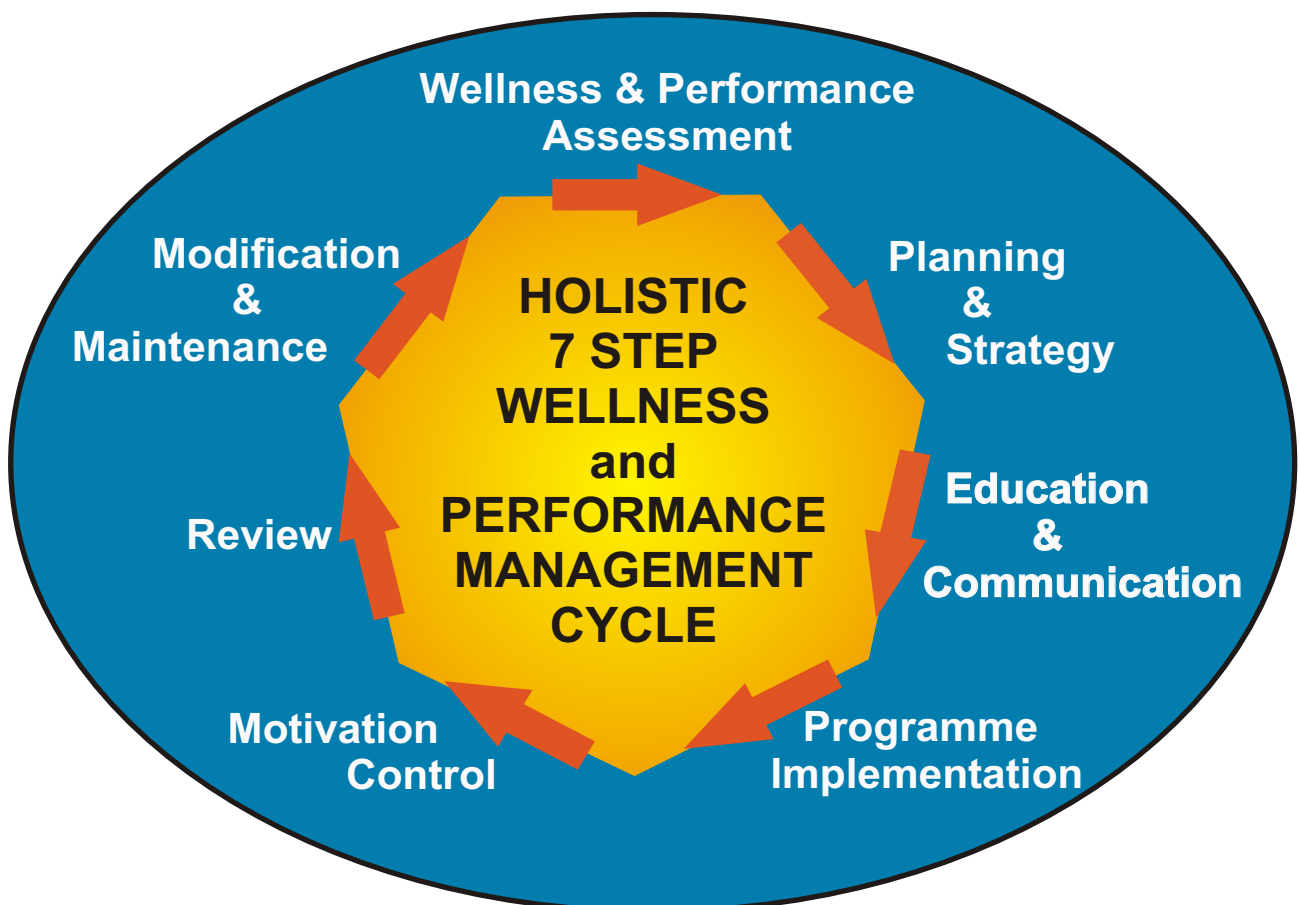 Wellness & Performance
Assessment
Planning
&
Strategy
Education
&
Communication
Programme
Implementation
Motivation
Control
Review
Modification
&
Maintenance
HOLISTIC
7 STEP
WELLNESS
and
PERFORMANCE
MANAGEMENT
CYCLE